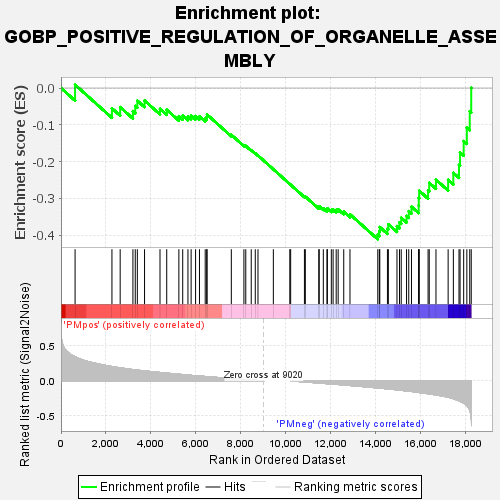 Enrichment plot:
GOBP_POSITIVE_REGULATION_OF_ORGANELLE_ASSE
MBLY
Enrichment score (ES)
0.0
-0.1
-0.2
-0.3
-0.4
'PMpos' (positively correlated)
Ranked list metric (Signal2Noise)
0.5
0.0
-0.5
Zero cross at 9020
'PMneg' (negatively correlated)
0
2,000
4,000
6,000
8,000
10,000
12,000
14,000
16,000
18,000
Rank in Ordered Dataset
Enrichment profile
Hits
Ranking metric scores